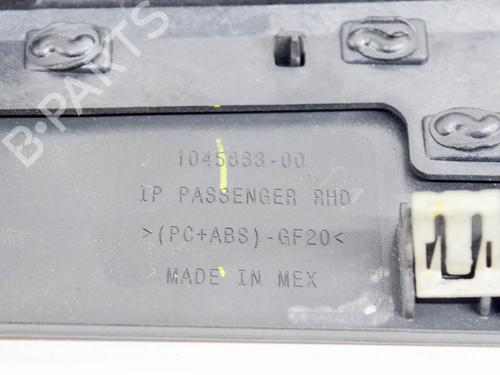 B-PARTS
1045833-00
IP PASSENGER RHD
>(PC+ABS)-GF20<
MADE IN MEX